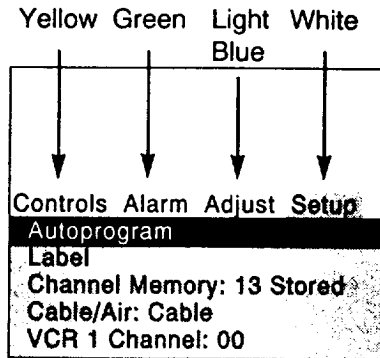 Yellow Green Light Blue White
Controls Alarm Adjust Setup
Autoprogram
Label
Channel Memory: 13 Stored
Cable/Air: Cable
VCR 1 Channel: 00